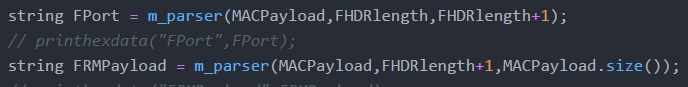 string FPort = m_parser(MACPayload,FHDRlength,FHDRlength+1);
// printhexdata("FPort",FPort);
string FRMPayload = m_parser(MACPayload,FHDRlength+1,MACPayload.size());